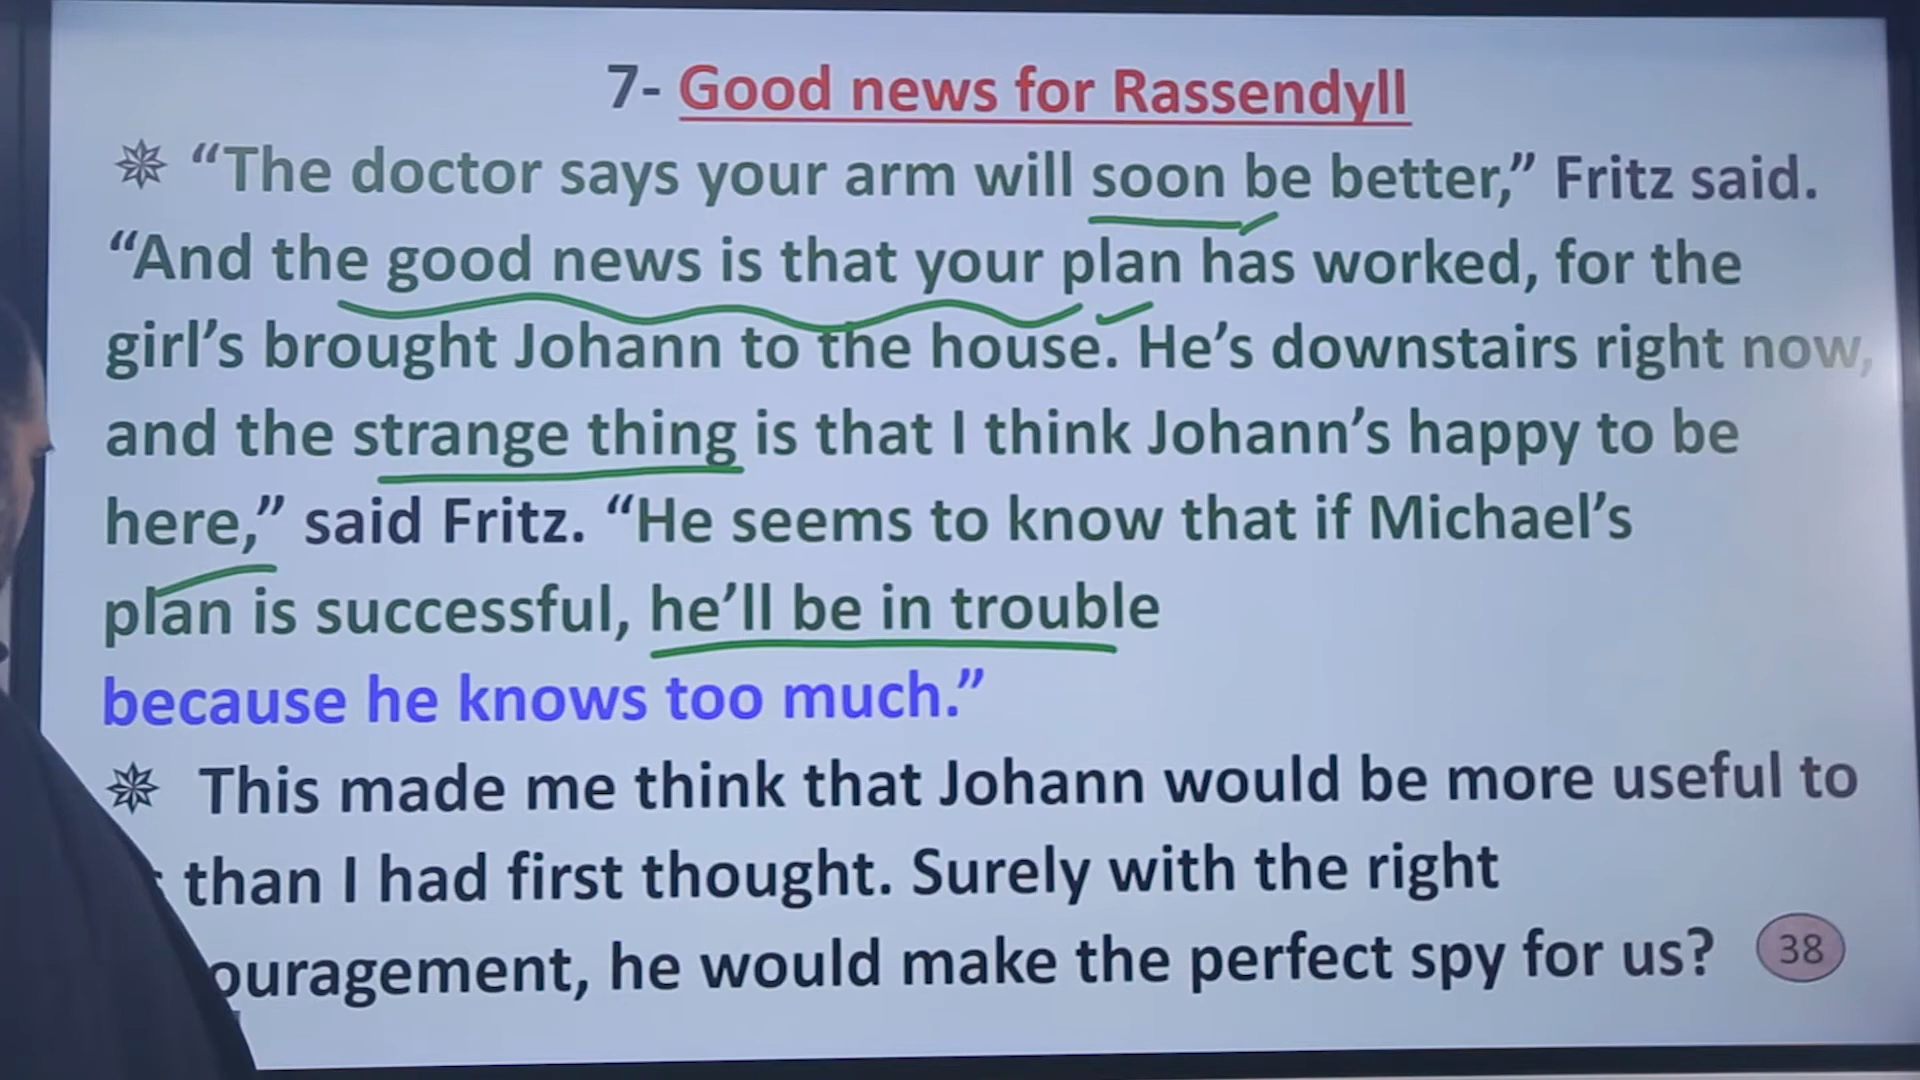 7- Good news for Rassendyll
“The doctor says your arm will soon be better,” Fritz said.
“And the good news is that your plan has worked, for the
girl’s brought Johann to the house. He’s downstairs right now,
and the strange thing is that I think Johann’s happy to be
here,” said Fritz. “He seems to know that if Michael’s
plan is successful, he’ll be in trouble
because he knows too much.”
This made me think that Johann would be more useful to
than I had first thought. Surely with the right
he would make the perfect spy for us? 38